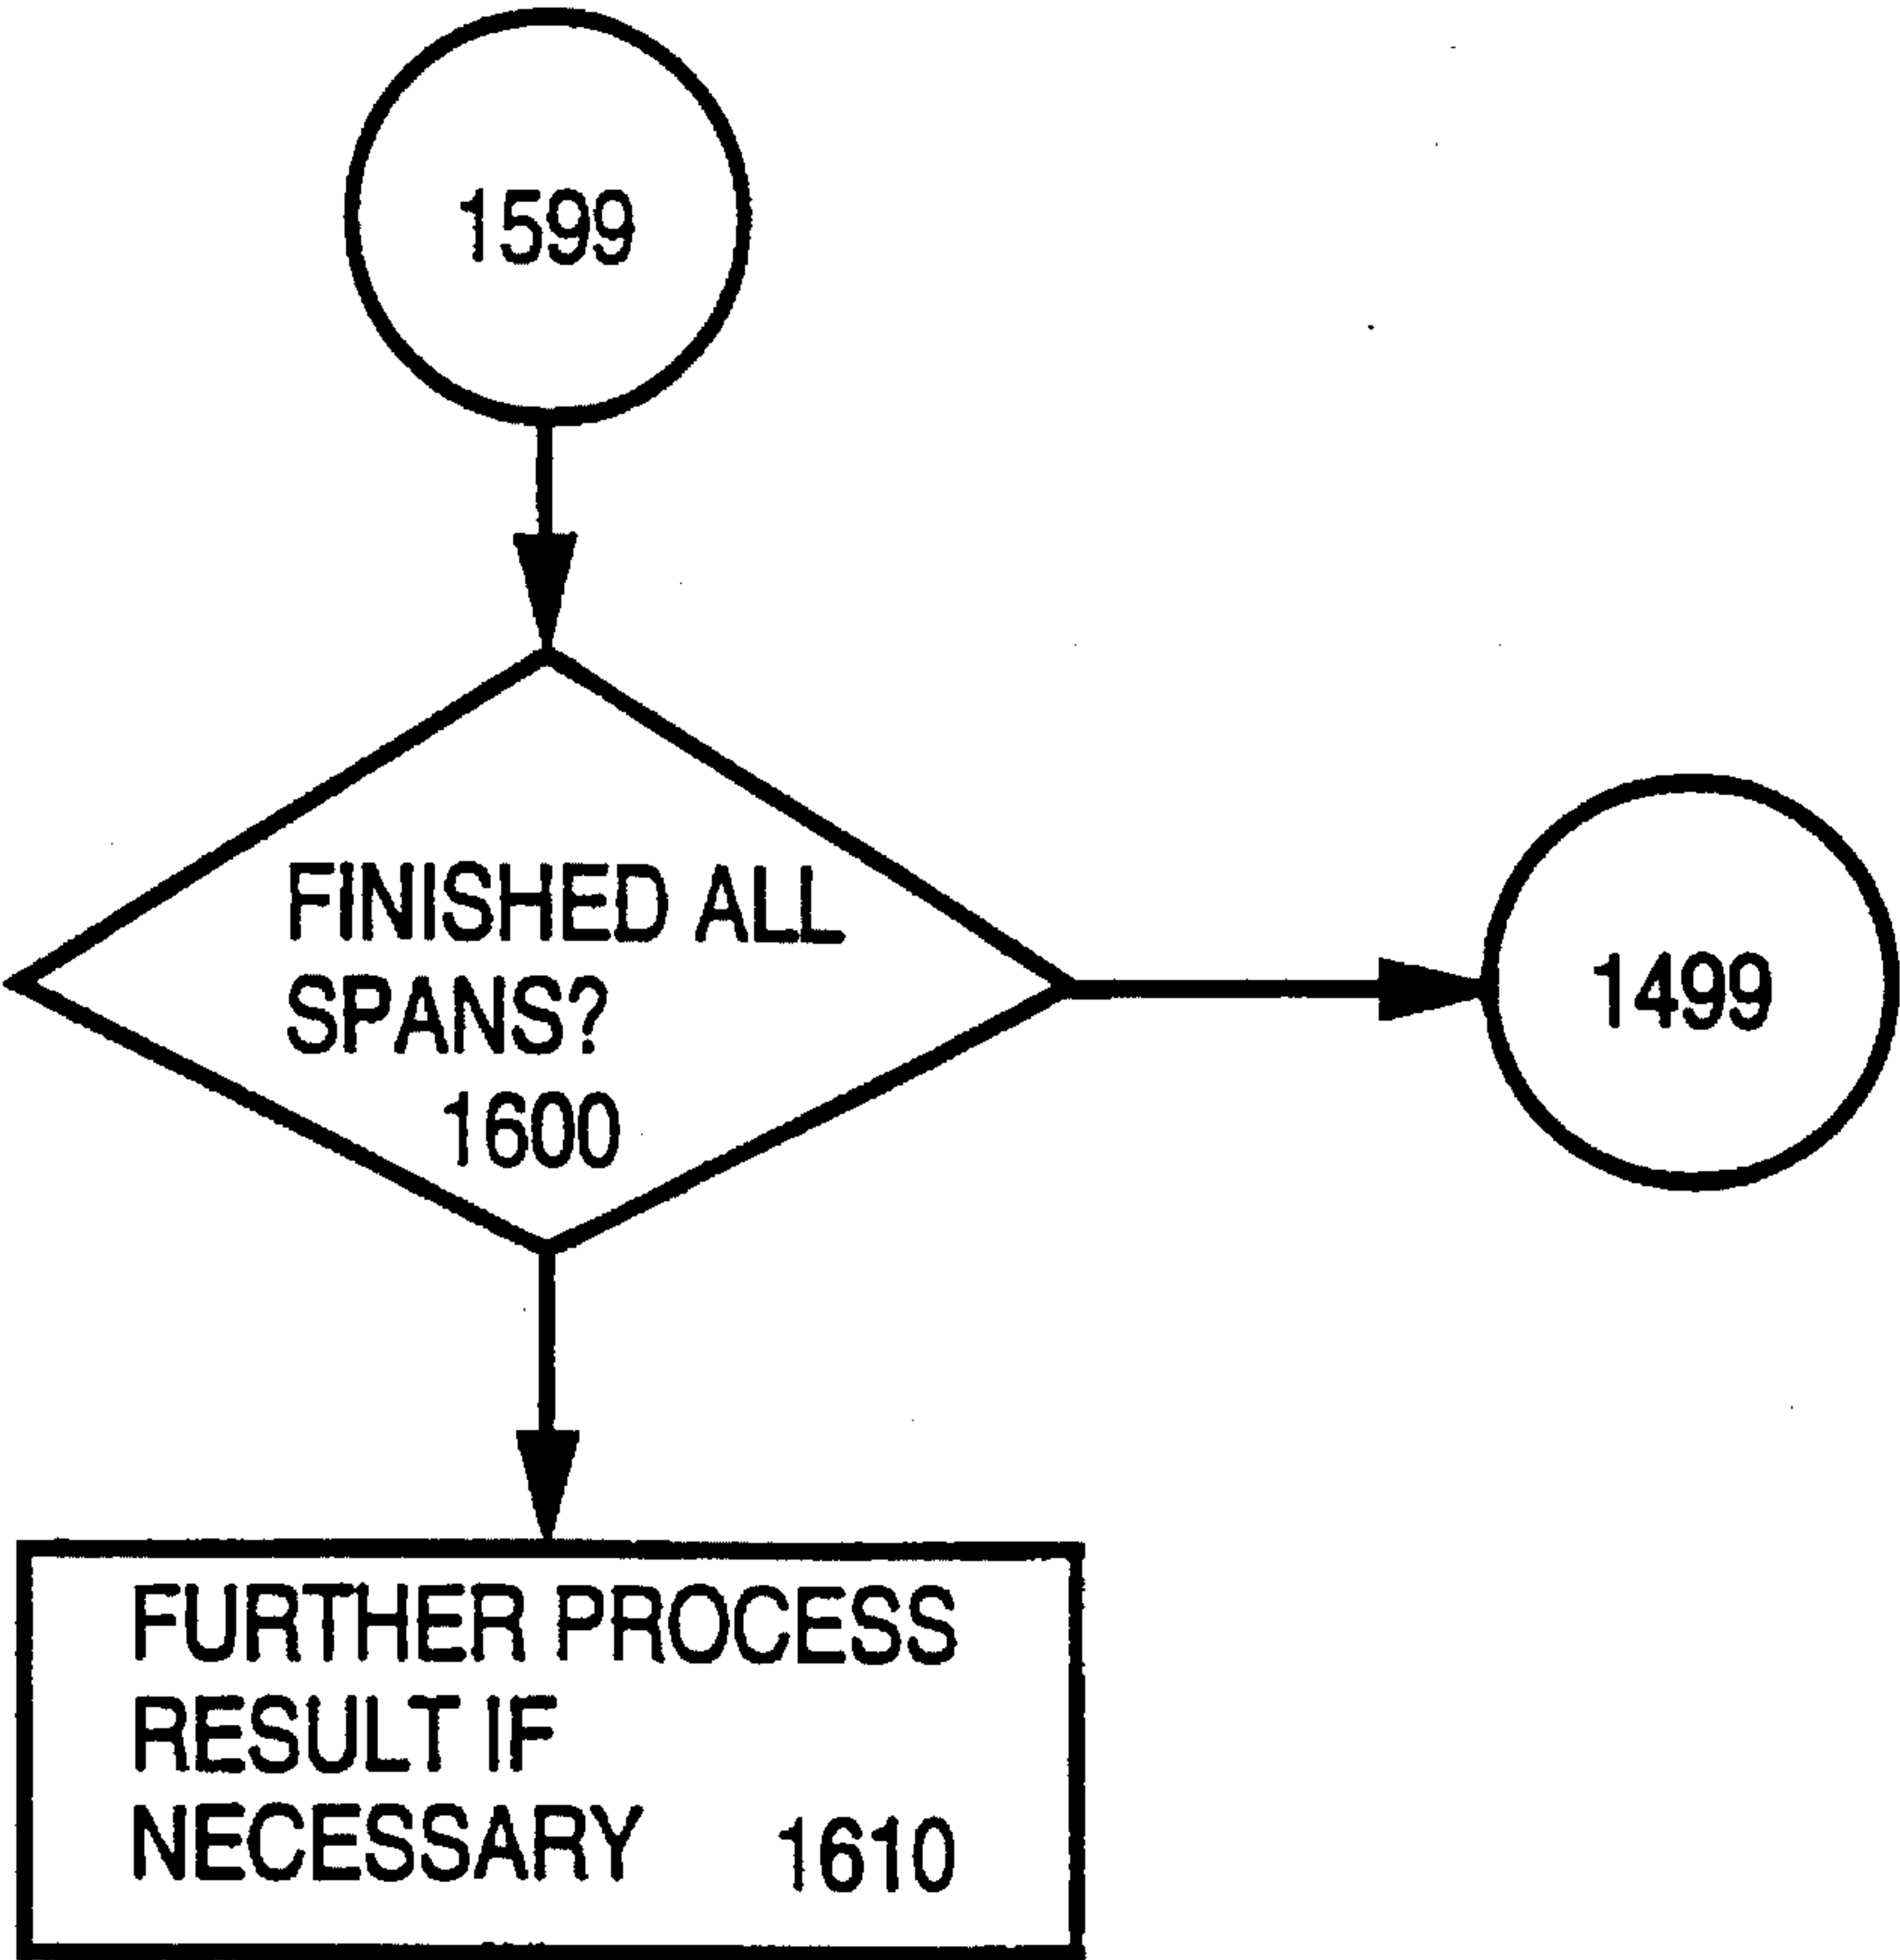 1599
FINISHED ALL
SPANS?
1600
1499
FURTHER PROCESS
RESULT IF
NECESSARY 1610